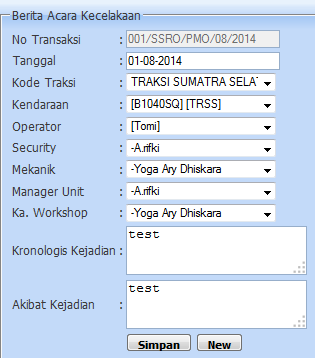 Berita Acara Kecelakaan
No Transaksi : 001/SSRO/PMO/08/2014
Tanggal : 01-08-2014
Kode Traksi : TRAKSI SUMATRA SELAT
Kendaraan : [B1040SQ] [TRSS]
Operator : [Tomi]
Security : -A.rifki
Mekanik : -Yoga Ary Dhiskara
Manager Unit : -A.rifki
Ka. Workshop : -Yoga Ary Dhiskara
Kronologis Kejadian : test
Akibat Kejadian : test
Simpan New